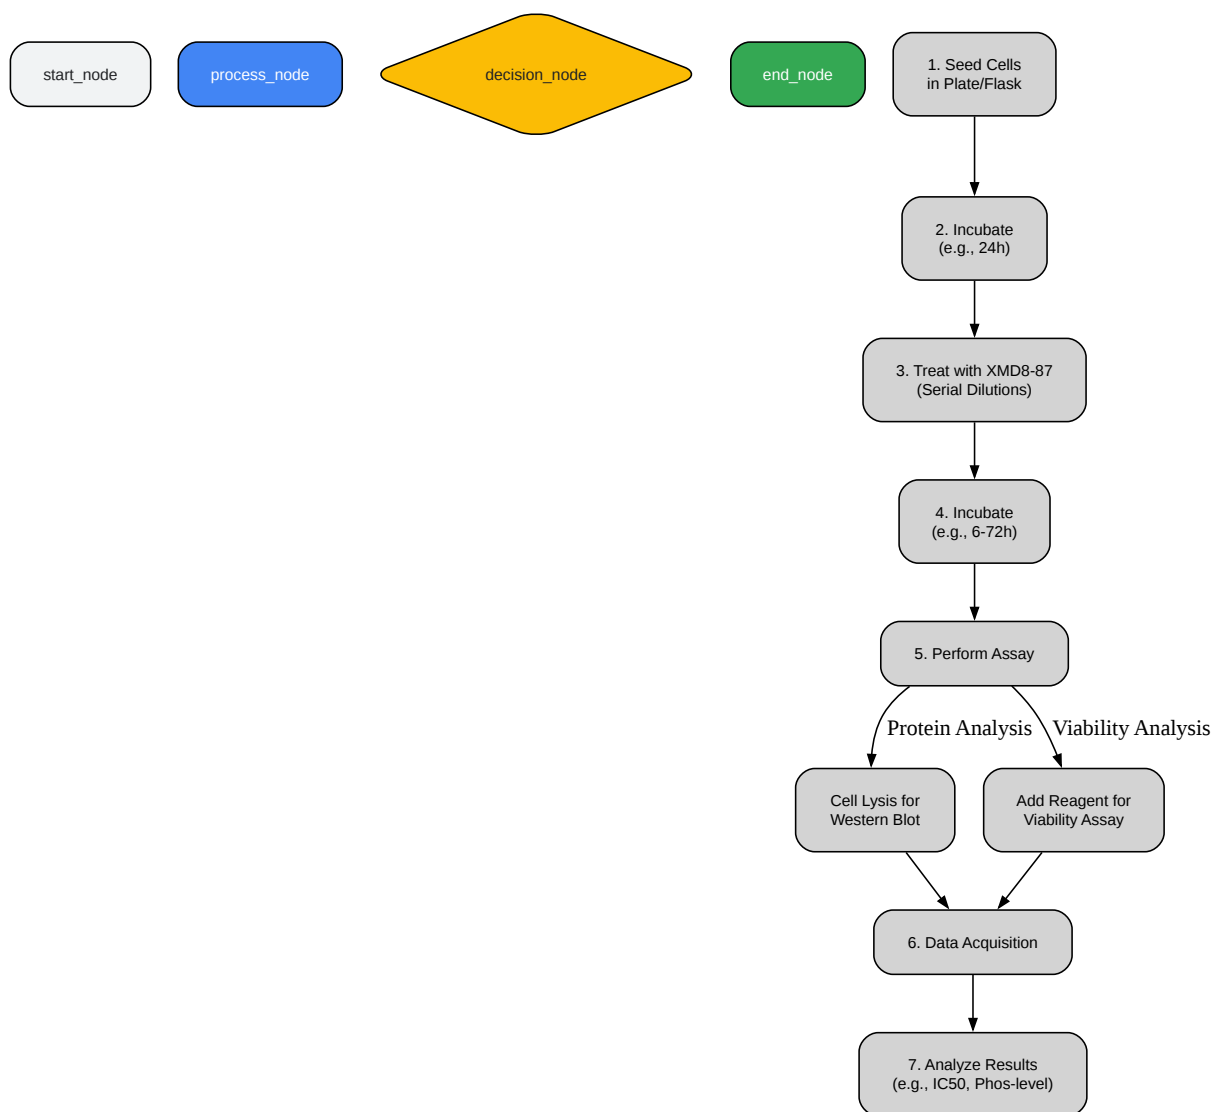 start_node
process_node
decision_node
end_node
1. Seed Cells
in Plate/Flask
2. Incubate
(e.g., 24h)
3. Treat with XMD8-87
(Serial Dilutions)
4. Incubate
(e.g., 6-72h)
5. Perform Assay
Protein Analysis
Viability Analysis
Cell Lysis for
Western Blot
Add Reagent for
Viability Assay
6. Data Acquisition
7. Analyze Results
(e.g., IC50, Phos-level)